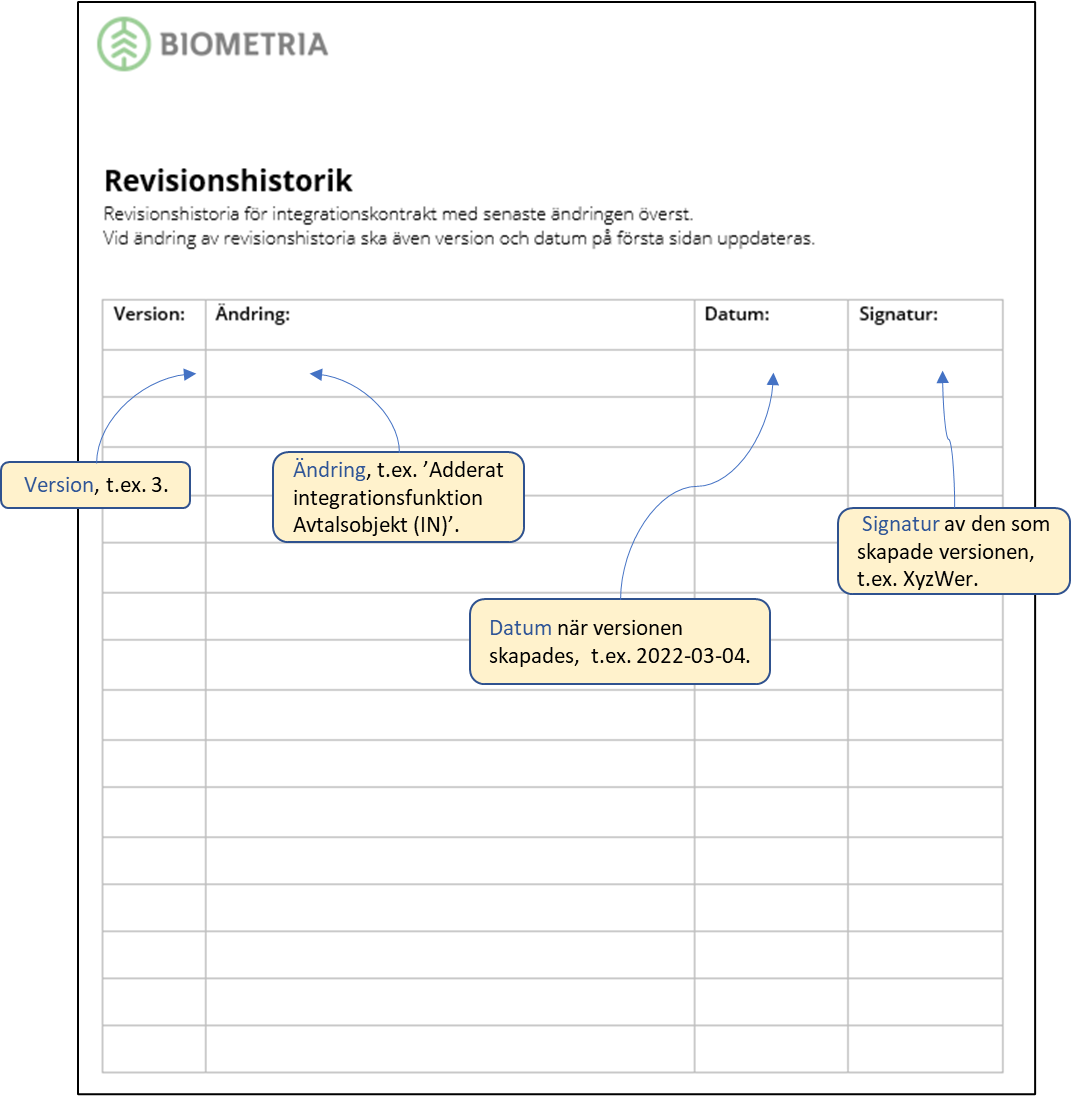 BIOMETRIA
Revisionshistorik
Revisionshistoria för integrationskontrakt med senaste ändringen överst.
Vid ändring av revisionshistoria ska även version och datum på första sidan uppdateras.
Version: Ändring: Datum: Signatur:
Version, t.ex. 3.
Ändring, t.ex. ’Adderat
integrationsfunktion
Avtalsobjekt (IN)’.
Signatur av den som
skapade versionen,
t.ex. XyzWer.
Datum när versionen
skapades, t.ex. 2022-03-04.